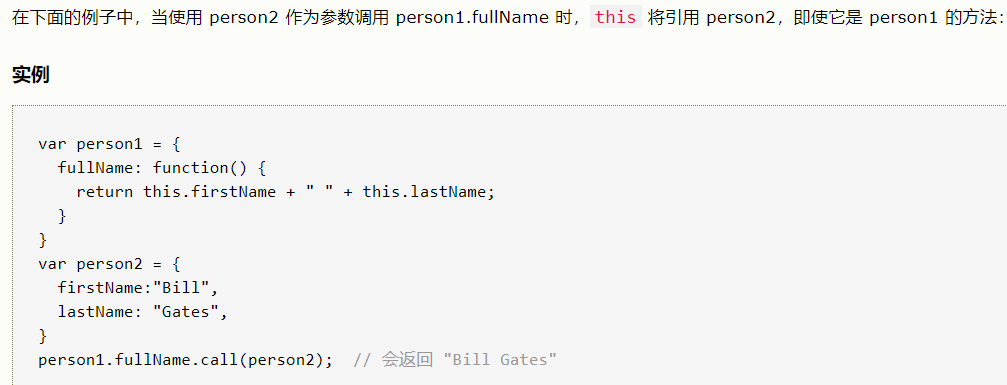 在下面的例子中，当使用 person2 作为参数调用 person1.fullName 时，this 将引用 person2，即使它是 person1 的方法：
实例
var person1 = {
  fullName: function() {
    return this.firstName + " " + this.lastName;
  }
}
var person2 = {
  firstName:"Bill",
  lastName: "Gates",
}
person1.fullName.call(person2);  // 会返回 "Bill Gates"